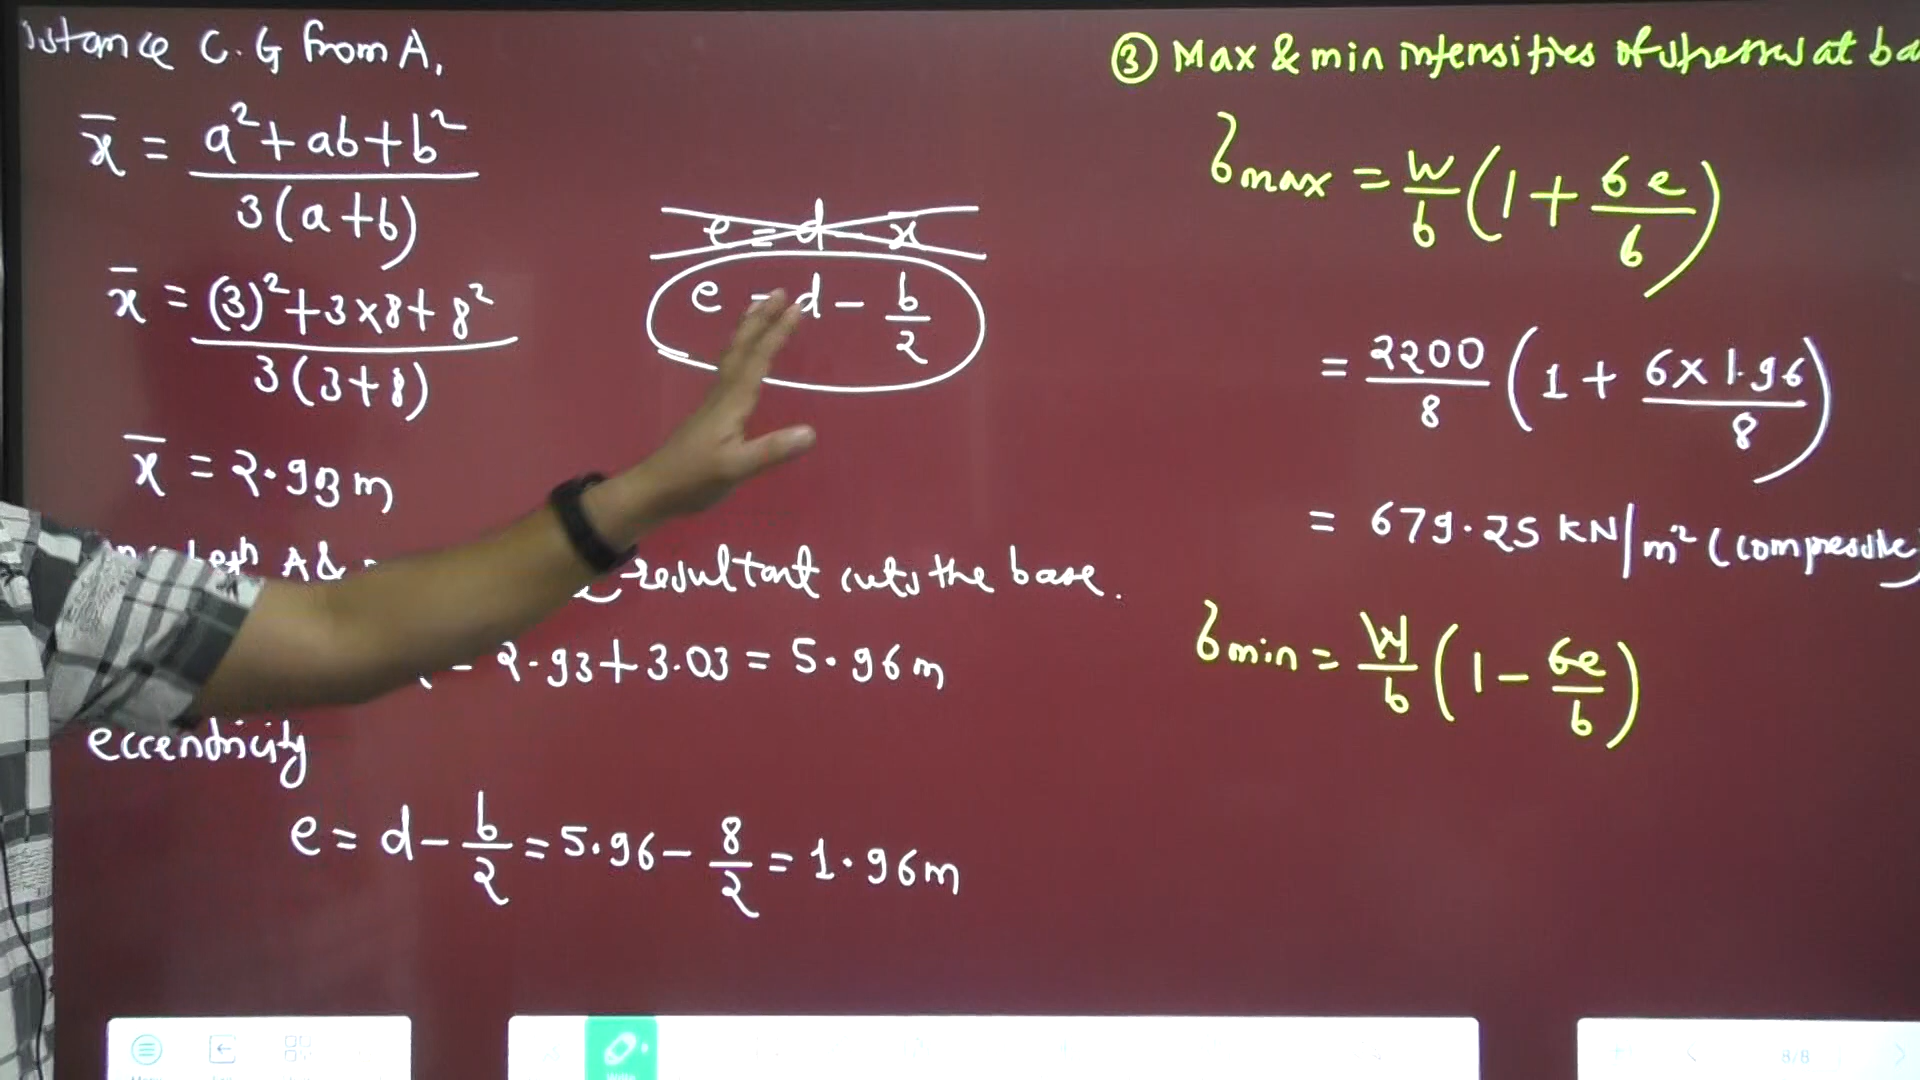 C.G from A,
x̄ = (a² + ab + b²) / 3(a+b)
x̄ = ((3)² + 3×8 + 8²) / 3(3+8)
x̄ = 2.93 m
e = d - x
e = d - b/2
A & resultant cuts the base.
= 2.93 + 3.03 = 5.96 m
eccentricity
e = d - b/2 = 5.96 - 8/2 = 1.96 m
③ Max & min intensities of stresses at
σmax = W/b (1 + 6e/b)
= 2200/8 (1 + 6×1.96/8)
= 679.25 KN/m² (compressive)
σmin = W/b (1 - 6e/b)
8/8